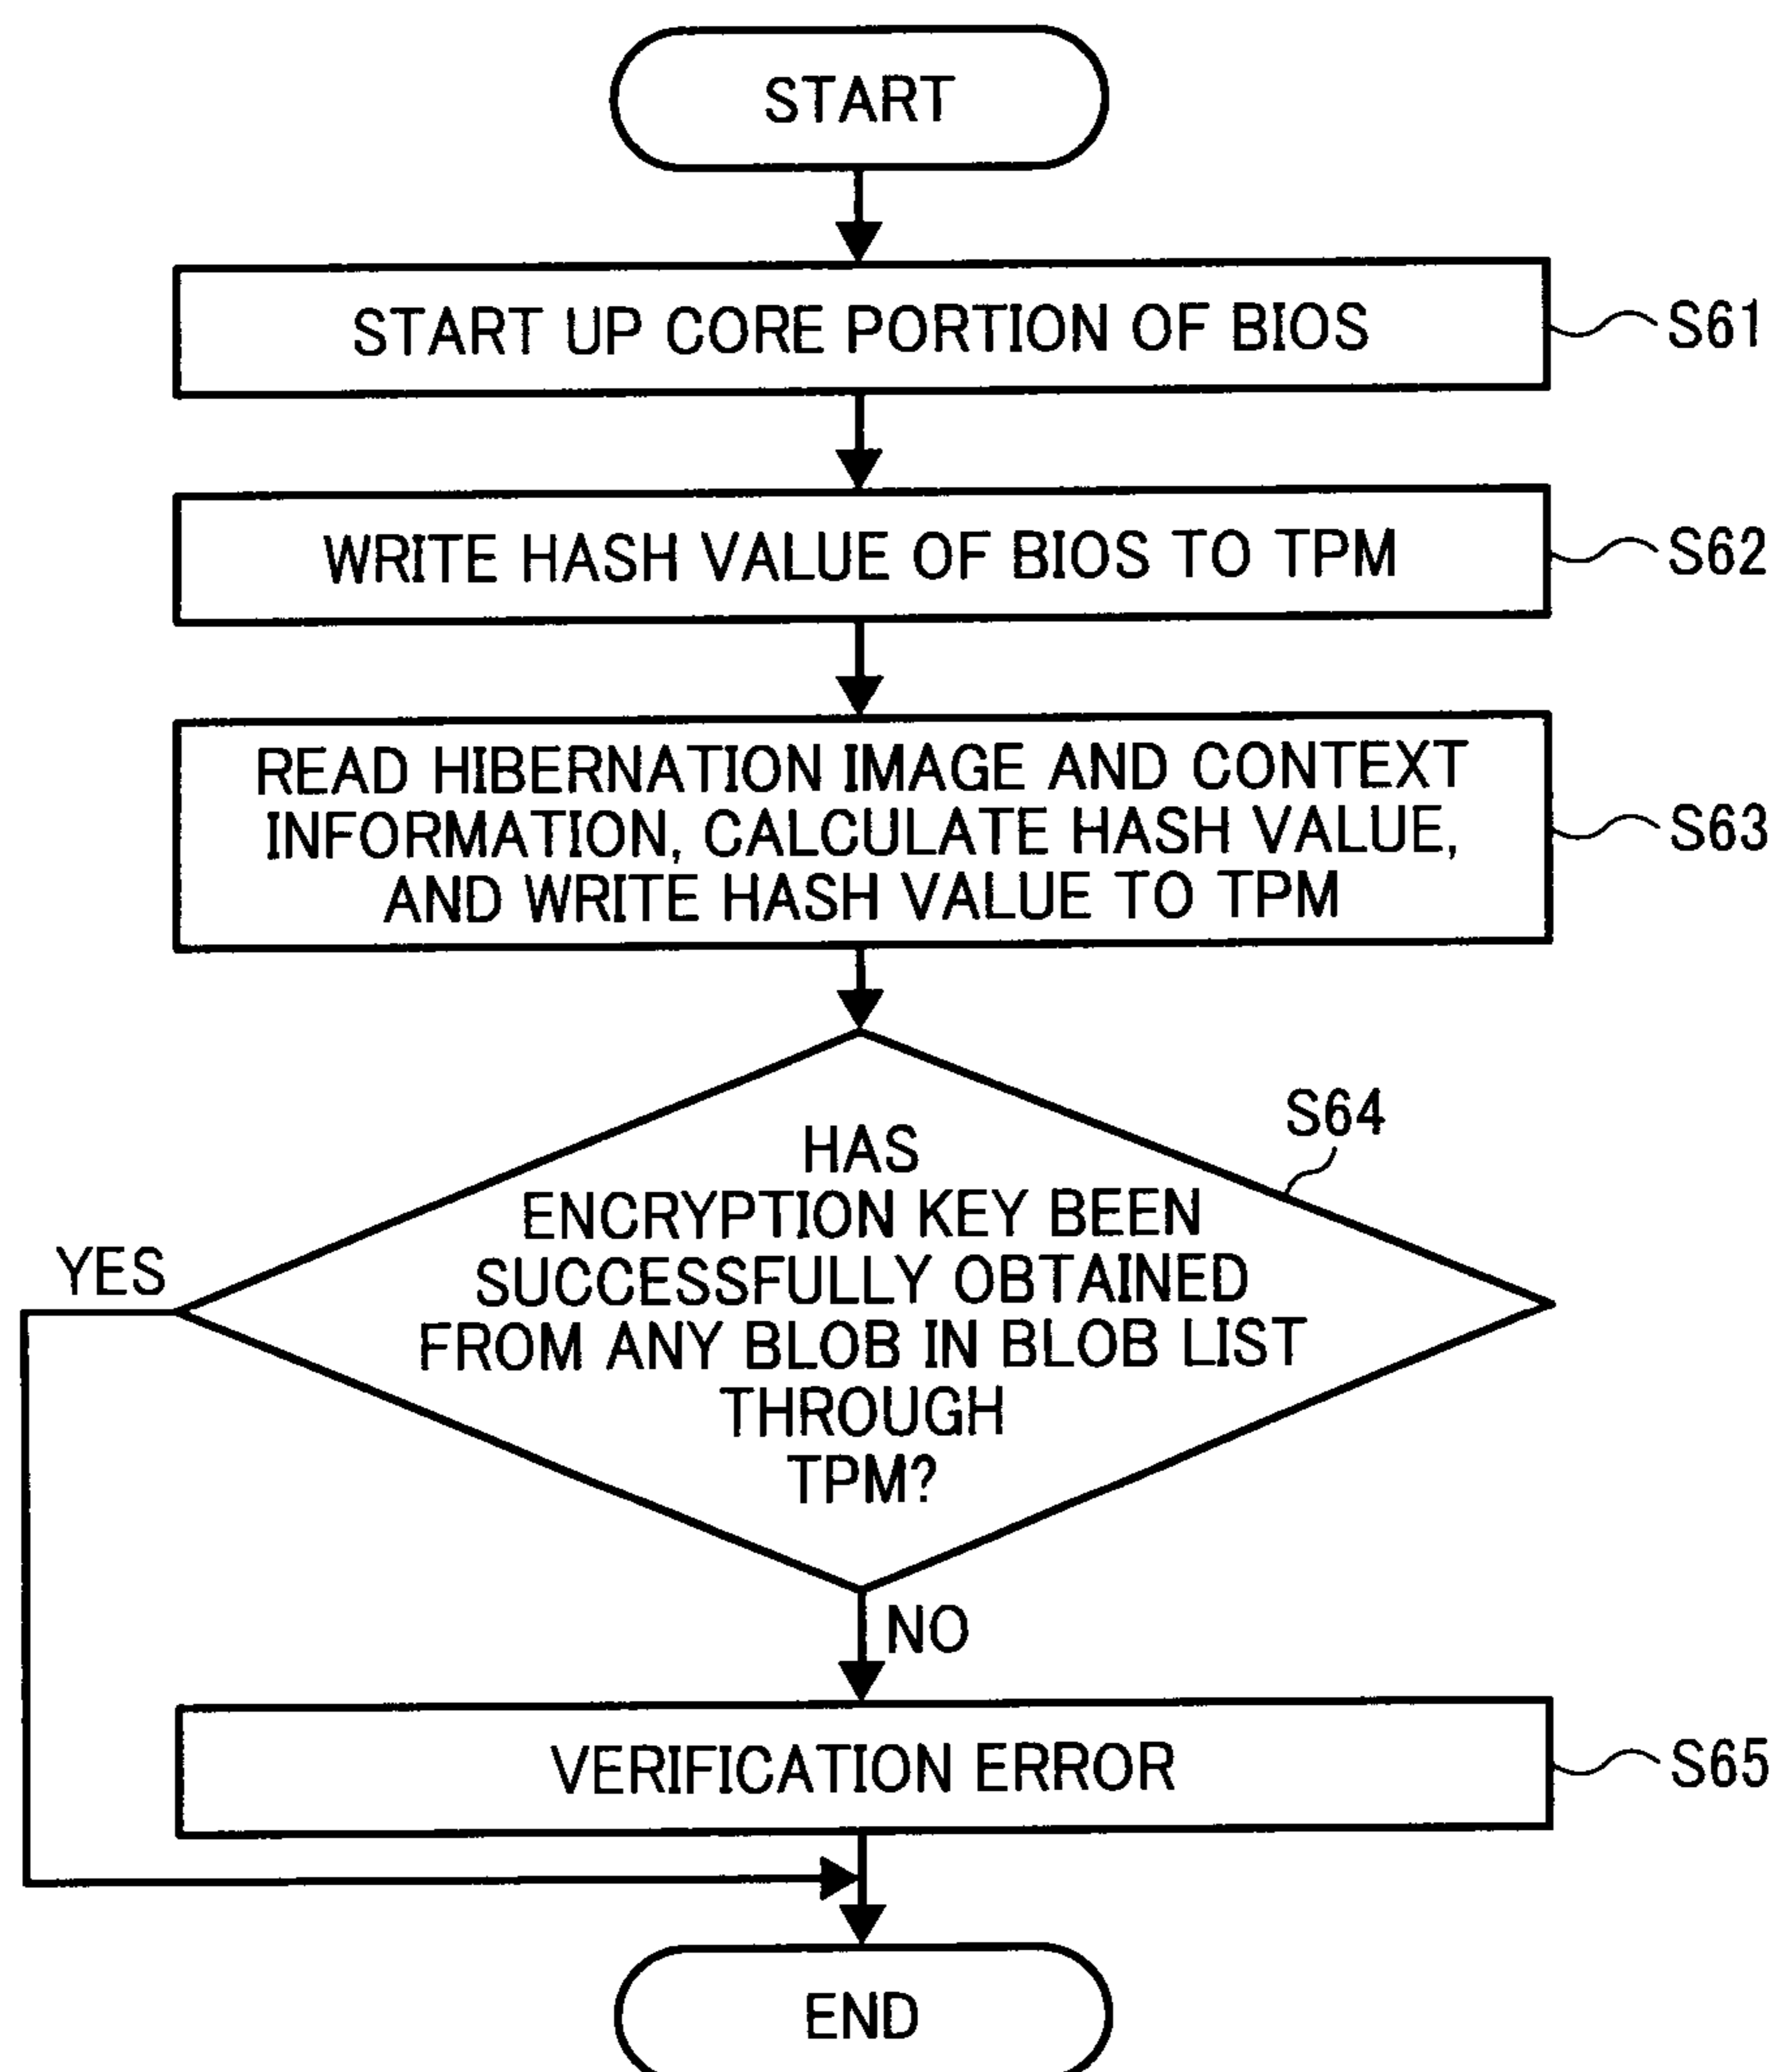 START
START UP CORE PORTION OF BIOS
S61
WRITE HASH VALUE OF BIOS TO TPM
S62
READ HIBERNATION IMAGE AND CONTEXT
INFORMATION, CALCULATE HASH VALUE,
AND WRITE HASH VALUE TO TPM
S63
S64
HAS
ENCRYPTION KEY BEEN
SUCCESSFULLY OBTAINED
FROM ANY BLOB IN BLOB LIST
THROUGH
TPM?
YES
NO
VERIFICATION ERROR
S65
END